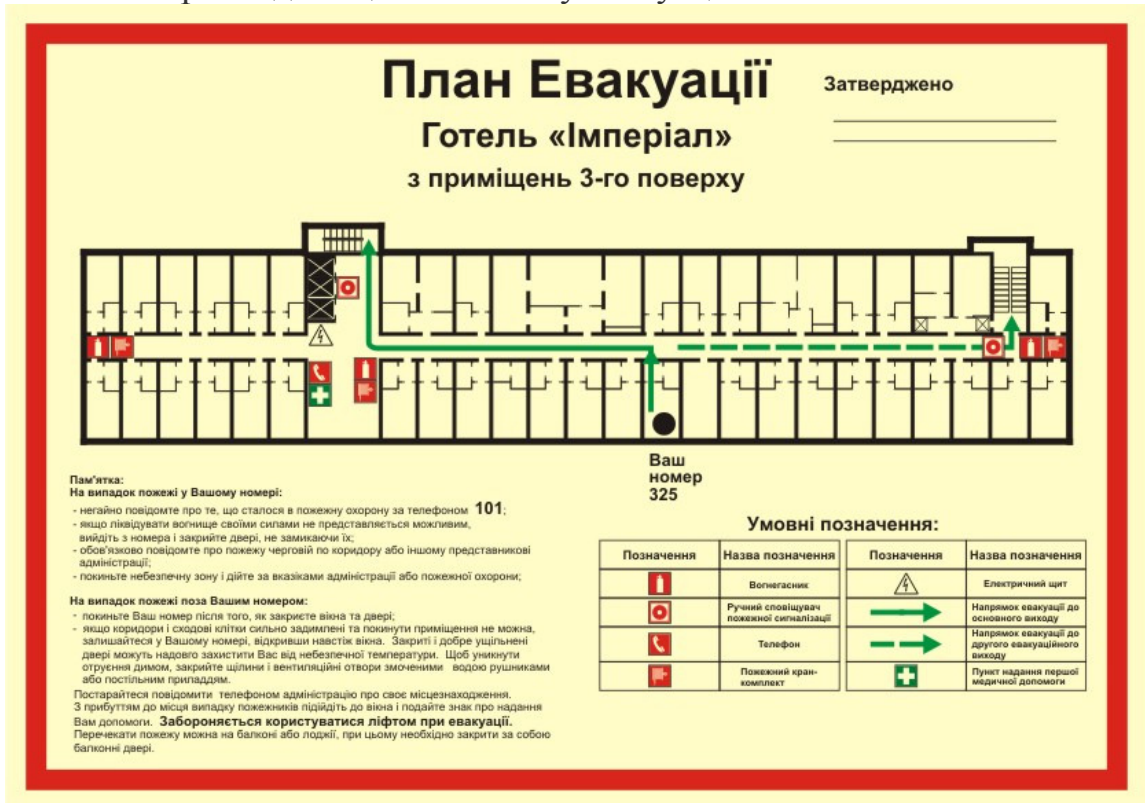 План Евакуації
Затверджено
Готель «Імперіал»
з приміщень 3-го поверху
Ваш
номер
325
Пам'ятка:
На випадок пожежі у Вашому номері:
- негайно повідомте про те, що сталося в пожежну охорону за телефоном 101;
- якщо ліквідувати вогнище своїми силами не представляється можливим,
вийдіть з номера і закрийте двері, не замикаючи їх;
- обов'язково повідомте про пожежу черговій по коридору або іншому представникові
адміністрації;
- покиньте небезпечну зону і дійте за вказіками адміністрації або пожежної охорони;
На випадок пожежі поза Вашим номером:
- покиньте Ваш номер після того, як закриєте вікна та двері;
- якщо коридори і сходові клітки сильно задимлені та покинути приміщення не можна,
залишайтеся у Вашому номері, відкривши навстіж вікна. Закриті і добре ущільнені
двері можуть надовго захистити Вас від небезпечної температури. Щоб уникнути
отруєння димом, закрийте щілини і вентиляційні отвори змоченими водою рушниками
або постільним приладдям.
Постарайтеся повідомити телефоном адміністрацію про своє місцезнаходження.
З прибуттям до місця випадку пожежників підійдіть до вікна і подайте знак про надання
Вам допомоги. Забороняється користуватися ліфтом при евакуації.
Перечекати пожежу можна на балконі або лоджії, при цьому необхідно закрити за собою
балконні двері.
Умовні позначення:
Позначення Назва позначення Позначення Назва позначення
Вогнегасник
Електричний щит
Ручний сповіщувач
пожежної сигналізації
Напрямок евакуації до
основного виходу
Телефон
Напрямок евакуації до
другого евакуаційного
виходу
Пожежний кран-
комплект
Пункт надання першої
медичної допомоги